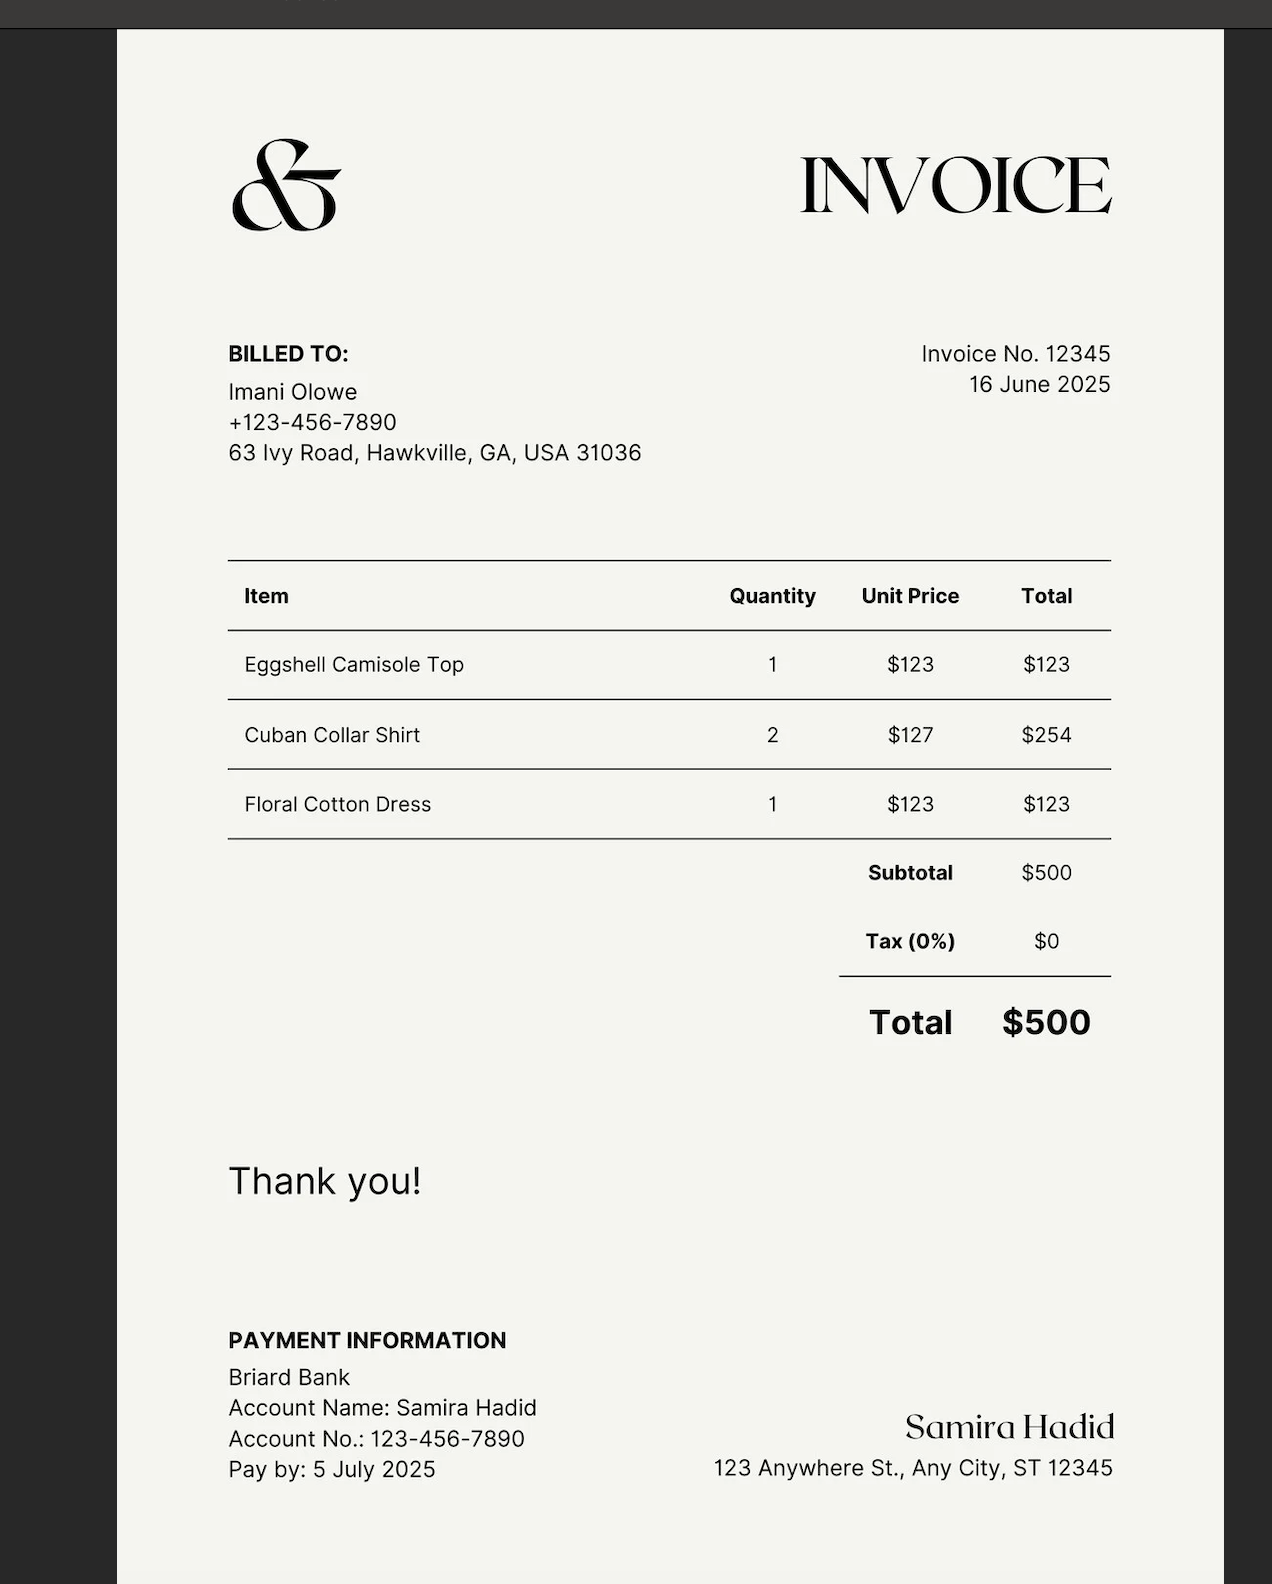 &
INVOICE
BILLED TO:
Imani Olowe
+123-456-7890
63 Ivy Road, Hawkville, GA, USA 31036
Invoice No. 12345
16 June 2025
Item Quantity Unit Price Total
Eggshell Camisole Top 1 $123 $123
Cuban Collar Shirt 2 $127 $254
Floral Cotton Dress 1 $123 $123
Subtotal $500
Tax (0%) $0
Total $500
Thank you!
PAYMENT INFORMATION
Briard Bank
Account Name: Samira Hadid
Account No.: 123-456-7890
Pay by: 5 July 2025
Samira Hadid
123 Anywhere St., Any City, ST 12345